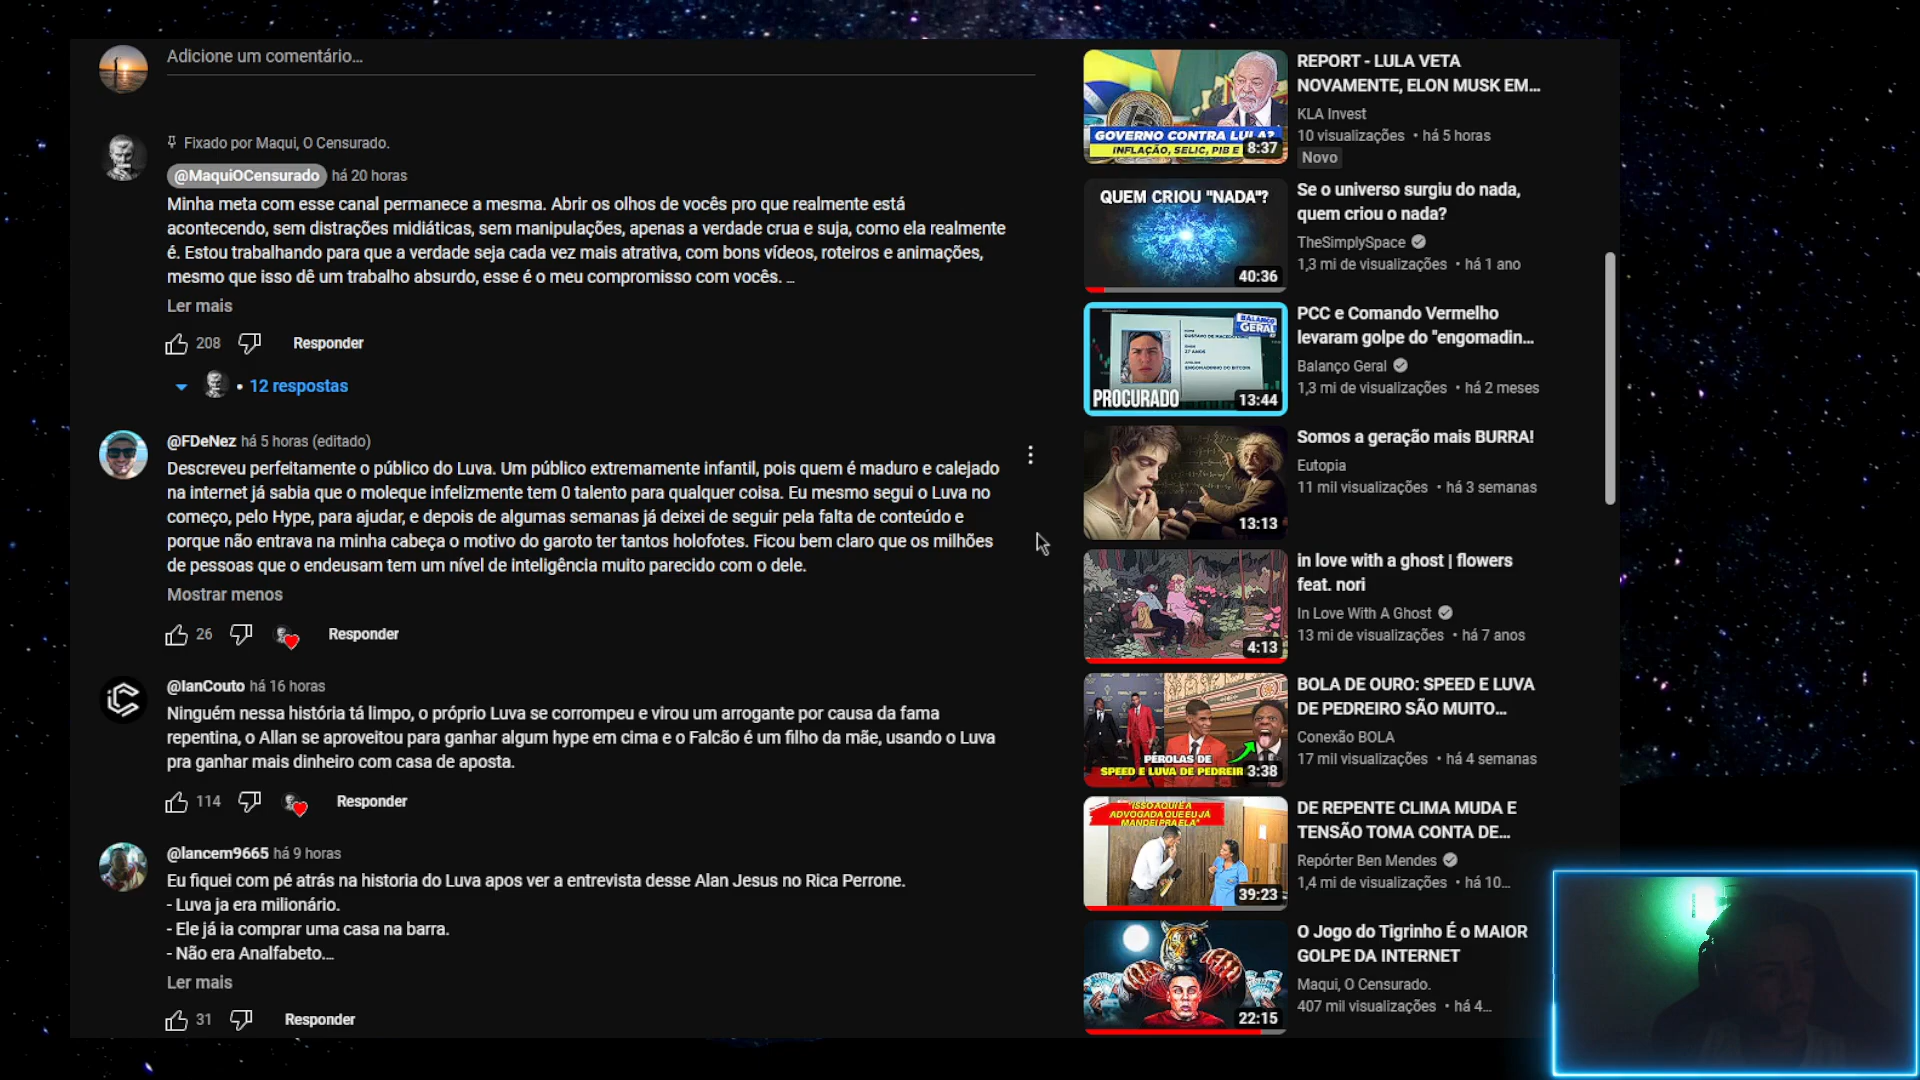 Adicione um comentário...
Fixado por Maqui, O Censurado.
@MaquiOCensurado há 20 horas
Minha meta com esse canal permanece a mesma. Abrir os olhos de vocês pro que realmente está
acontecendo, sem distrações midiáticas, sem manipulações, apenas a verdade crua e suja, como ela realmente
é. Estou trabalhando para que a verdade seja cada vez mais atrativa, com bons vídeos, roteiros e animações,
mesmo que isso dê um trabalho absurdo, esse é o meu compromisso com vocês. ...
Ler mais
208 Responder
• 12 respostas
@FDeNez há 5 horas (editado)
Descreveu perfeitamente o público do Luva. Um público extremamente infantil, pois quem é maduro e calejado
na internet já sabia que o moleque infelizmente tem 0 talento para qualquer coisa. Eu mesmo segui o Luva no
começo, pelo Hype, para ajudar, e depois de algumas semanas já deixei de seguir pela falta de conteúdo e
porque não entrava na minha cabeça o motivo do garoto ter tantos holofotes. Ficou bem claro que os milhões
de pessoas que o endeusam tem um nível de inteligência muito parecido com o dele.
Mostrar menos
26 Responder
@IanCouto há 16 horas
Ninguém nessa história tá limpo, o próprio Luva se corrompeu e virou um arrogante por causa da fama
repentina, o Allan se aproveitou para ganhar algum hype em cima e o Falcão é um filho da mãe, usando o Luva
pra ganhar mais dinheiro com casa de aposta.
114 Responder
@lancem9665 há 9 horas
Eu fiquei com pé atrás na historia do Luva apos ver a entrevista desse Alan Jesus no Rica Perrone.
- Luva ja era milionário.
- Ele já ia comprar uma casa na barra.
- Não era Analfabeto...
Ler mais
31 Responder
GOVERNO CONTRA LULA?
INFLAÇÃO, SELIC, PIB E
8:37
REPORT - LULA VETA
NOVAMENTE, ELON MUSK EM...
KLA Invest
10 visualizações • há 5 horas
Novo
QUEM CRIOU "NADA"?
40:36
Se o universo surgiu do nada,
quem criou o nada?
TheSimplySpace
1,3 mi de visualizações • há 1 ano
BALANÇO
GERAL
27 ANOS
PROCURADO
13:44
PCC e Comando Vermelho
levaram golpe do "engomadin...
Balanço Geral
1,3 mi de visualizações • há 2 meses
13:13
Somos a geração mais BURRA!
Eutopia
11 mil visualizações • há 3 semanas
4:13
in love with a ghost | flowers
feat. nori
In Love With A Ghost
13 mi de visualizações • há 7 anos
PÉROLAS DE
SPEED E LUVA DE PEDREIR
3:38
BOLA DE OURO: SPEED E LUVA
DE PEDREIRO SÃO MUITO...
Conexão BOLA
17 mil visualizações • há 4 semanas
"ISSO AQUI É A
ADVOGADA QUE EU JÁ
MANDEI PRA ELA"
39:23
DE REPENTE CLIMA MUDA E
TENSÃO TOMA CONTA DE...
Repórter Ben Mendes
1,4 mi de visualizações • há 10...
22:15
O Jogo do Tigrinho É o MAIOR
GOLPE DA INTERNET
Maqui, O Censurado.
407 mil visualizações • há 4...